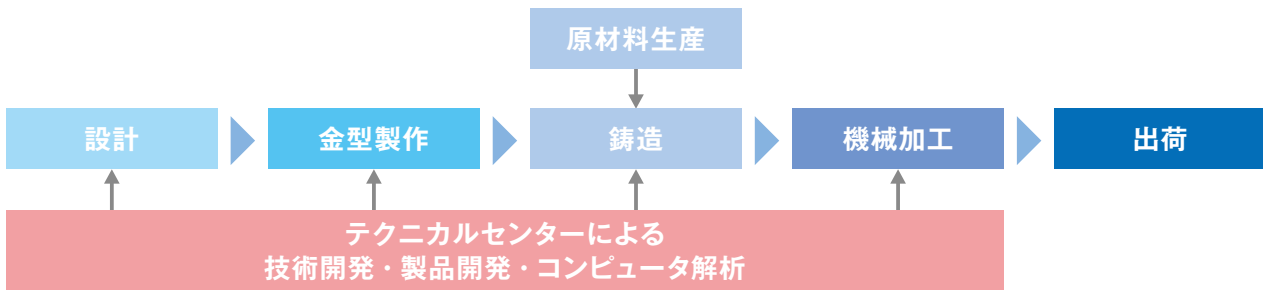 原材料生産
設計
金型製作
鋳造
機械加工
出荷
テクニカルセンターによる
技術開発・製品開発・コンピュータ解析